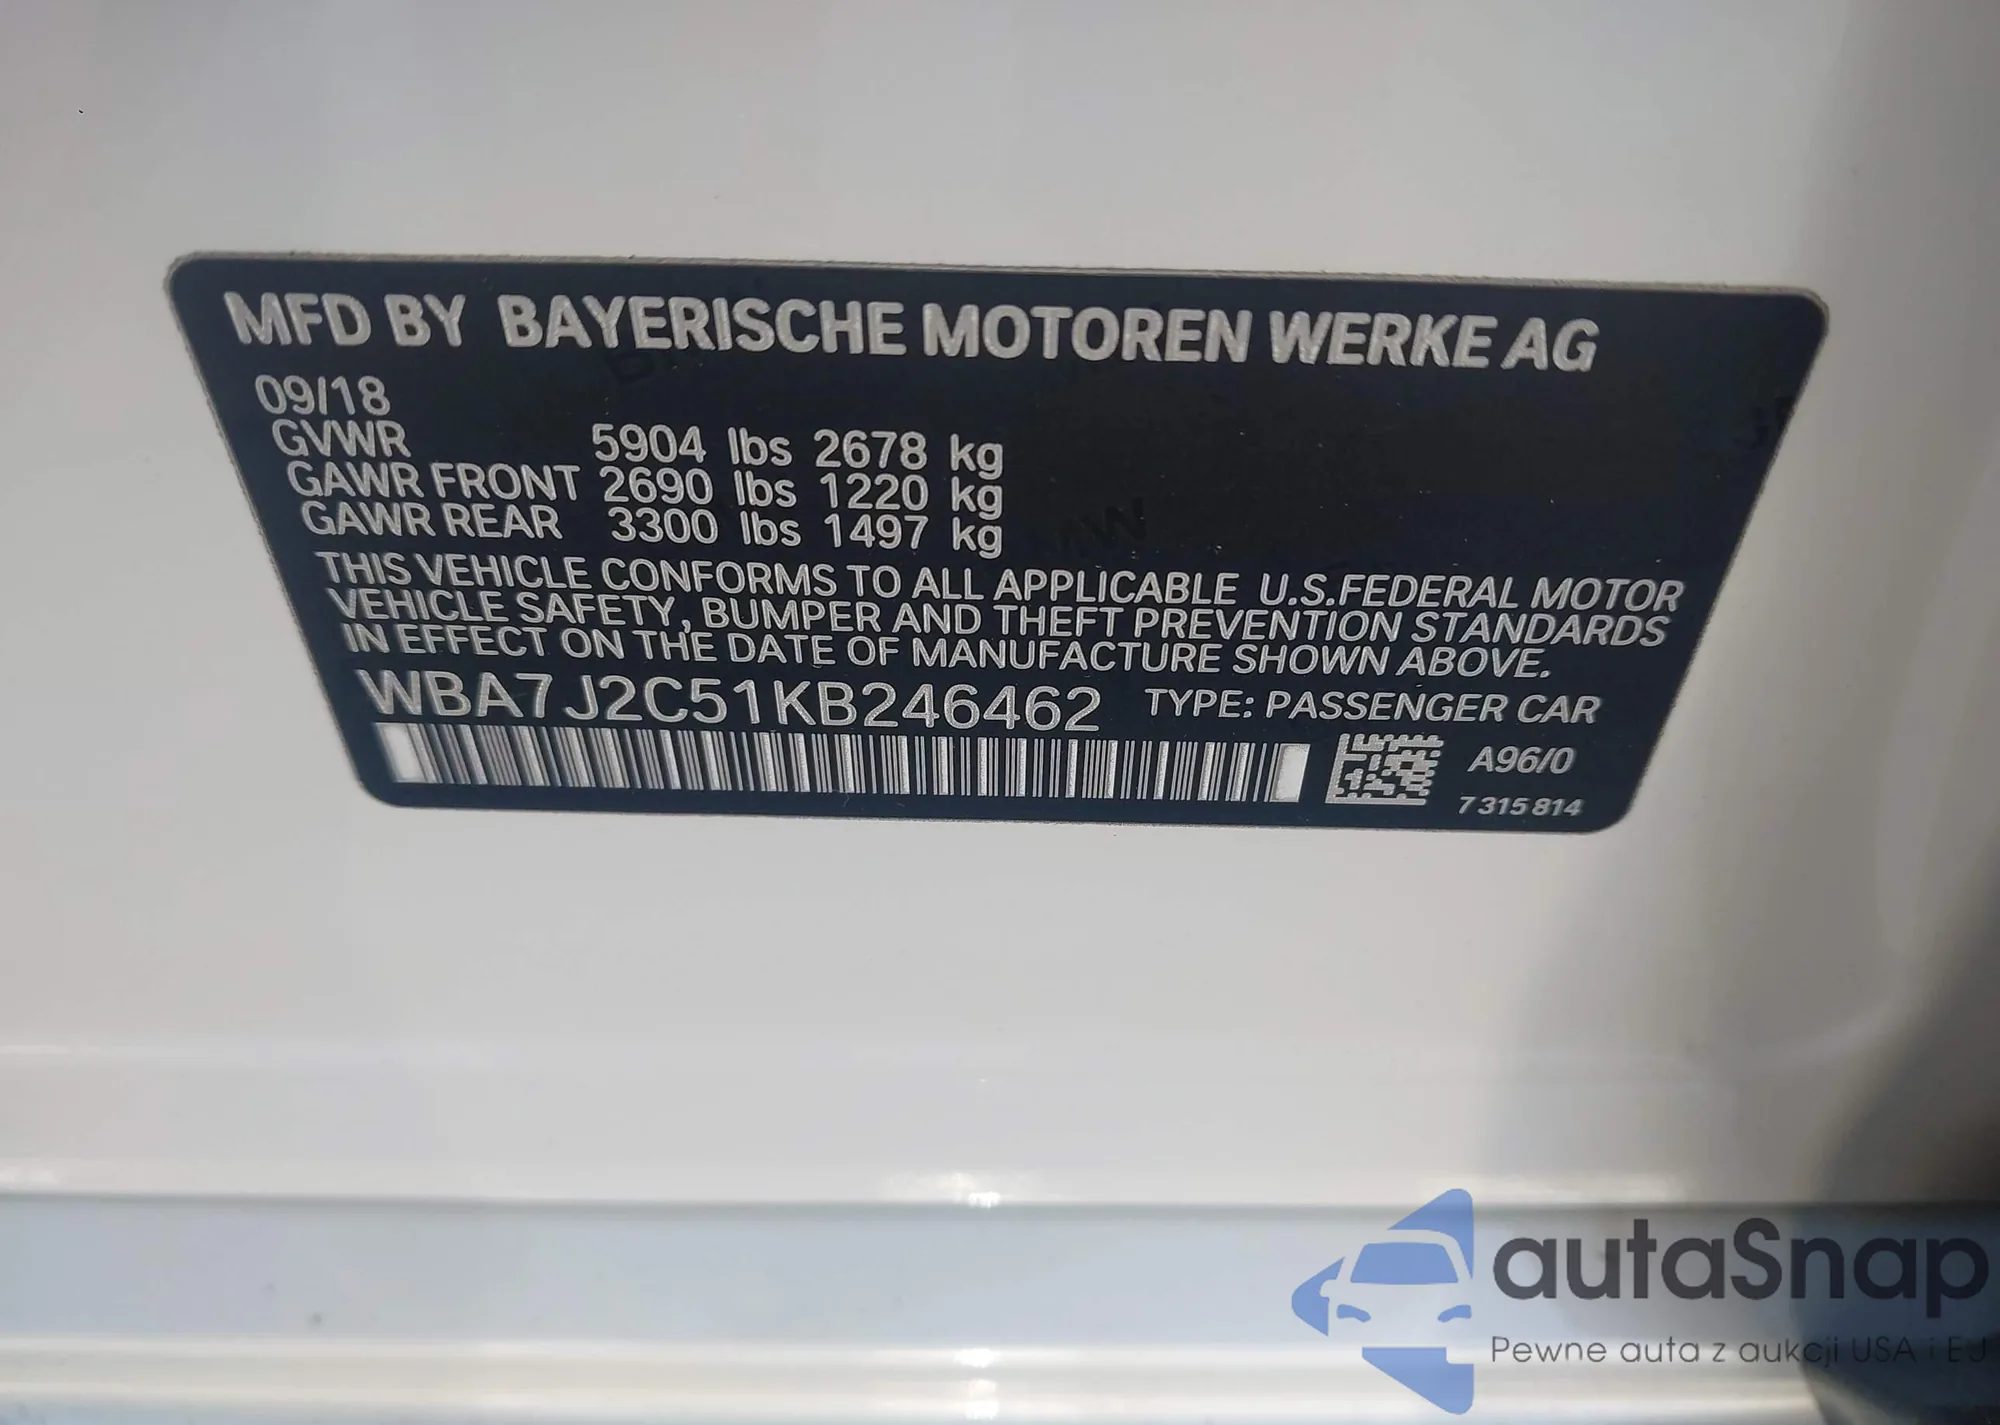 MFD BY BAYERISCHE MOTOREN WERKE AG
09/18
GVWR 5904 lbs 2678 kg
GAWR FRONT 2690 lbs 1220 kg
GAWR REAR 3300 lbs 1497 kg
THIS VEHICLE CONFORMS TO ALL APPLICABLE U.S.FEDERAL MOTOR
VEHICLE SAFETY, BUMPER AND THEFT PREVENTION STANDARDS
IN EFFECT ON THE DATE OF MANUFACTURE SHOWN ABOVE.
WBA7J2C51KB246462 TYPE: PASSENGER CAR
A96/0
7 315 814
autaSnap
Pewne auta z aukcji USA i EU